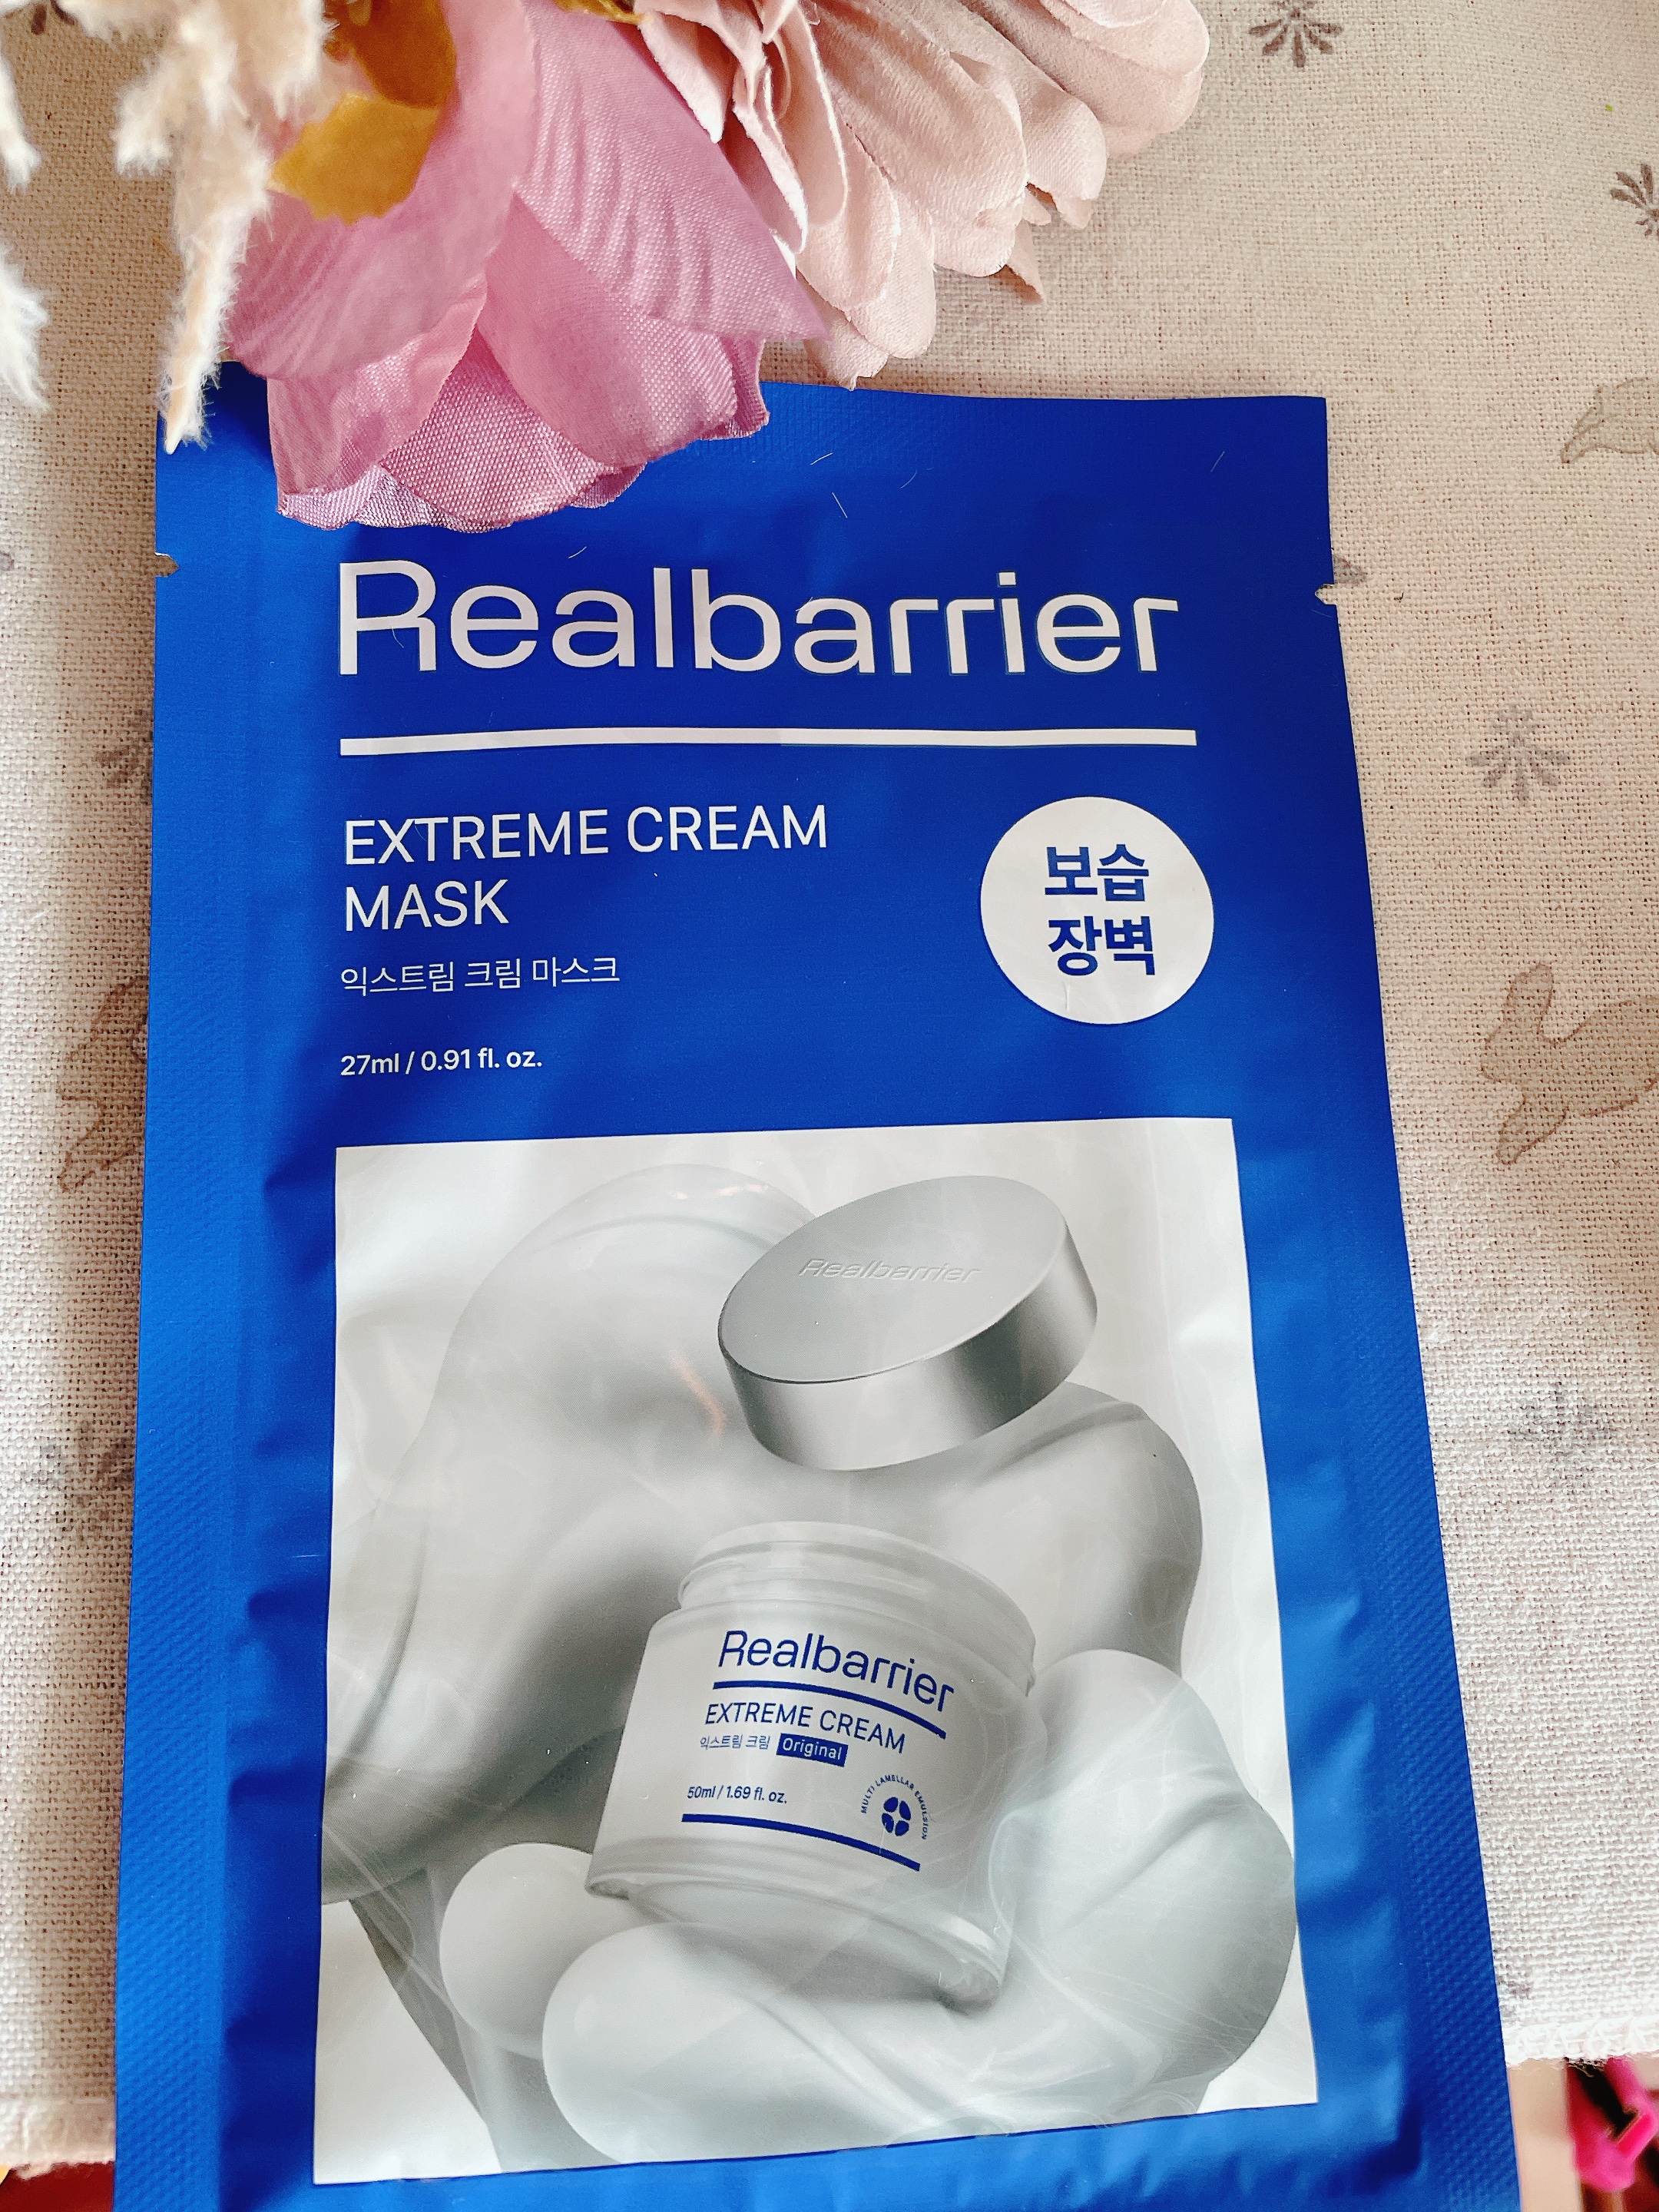 Realbarrier
EXTREME CREAM
MASK
익스트림 크림 마스크
27ml / 0.91 fl. oz.
보습
장벽
Realbarrier
Realbarrier
EXTREME CREAM
익스트림 크림 Original
50ml / 1.69 fl. oz.
MULTI LAMELLAR EMULSION